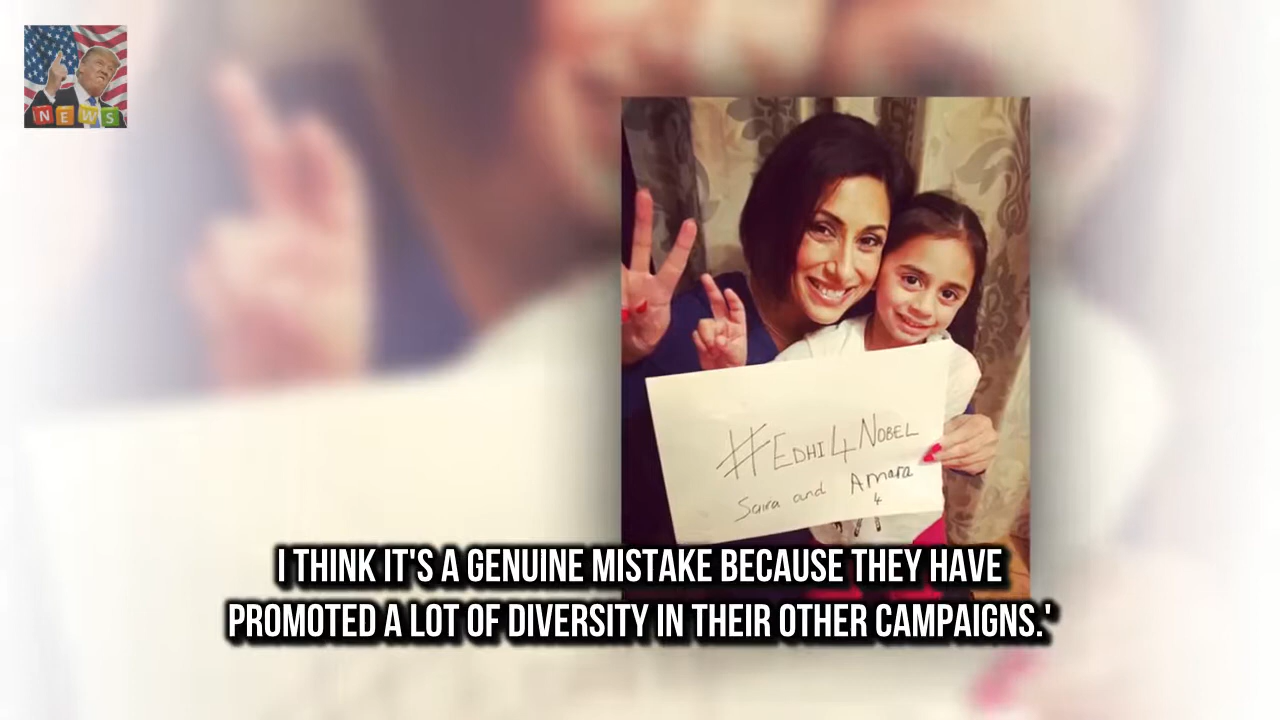 NEWS
#EDHI4NOBEL
Saira and Amara
4
I THINK IT'S A GENUINE MISTAKE BECAUSE THEY HAVE
PROMOTED A LOT OF DIVERSITY IN THEIR OTHER CAMPAIGNS.'